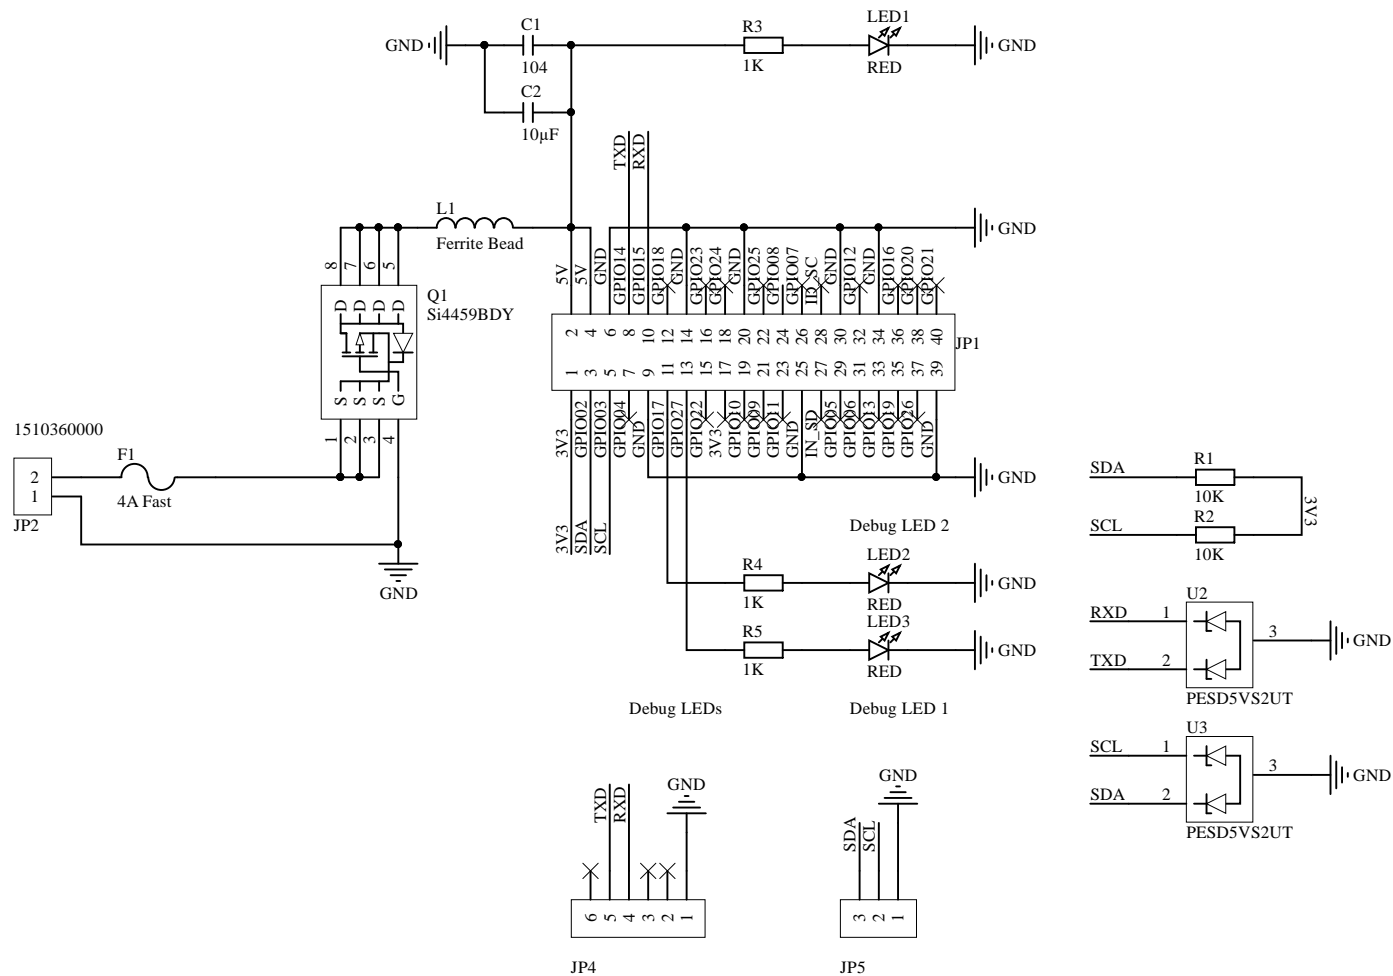 C1
LED1
R3
GND
GND
104
1K
RED
C2
10µF
TXD
RXD
L1
Ferrite Bead
GND
5V
5V
GND
GPIO14
GPIO15
GPIO18
GND
GPIO23
GPIO24
GND
GPIO25
GPIO08
GPIO07
ID_SC
GND
GPIO12
GND
GPIO16
GPIO20
GPIO21
8
7
6
5
Q1
Si4459BDY
D
D
D
D
S
S
S
G
1
2
3
4
2
4
6
8
10
12
14
16
18
20
22
24
26
28
30
32
34
36
38
40
JP1
1
3
5
7
9
11
13
15
17
19
21
23
25
27
29
31
33
35
37
39
3V3
GPIO02
GPIO03
GPIO04
GND
GPIO17
GPIO27
GPIO22
3V3
GPIO10
GPIO09
GPIO11
GND
IN_SD
GPIO05
GPIO06
GPIO13
GPIO19
GPIO26
GND
1510360000
F1
2
1
4A Fast
JP2
GND
GND
3V3
SDA
SCL
Debug LED 2
SDA
R1
10K
3V3
SCL
R2
10K
R4
LED2
GND
1K
RED
R5
LED3
GND
1K
RED
Debug LEDs
Debug LED 1
U2
RXD
1
3
GND
TXD
2
PESD5VS2UT
U3
SCL
1
3
GND
SDA
2
PESD5VS2UT
TXD
RXD
GND
6
5
4
3
2
1
JP4
GND
SDA
SCL
3
2
1
JP5